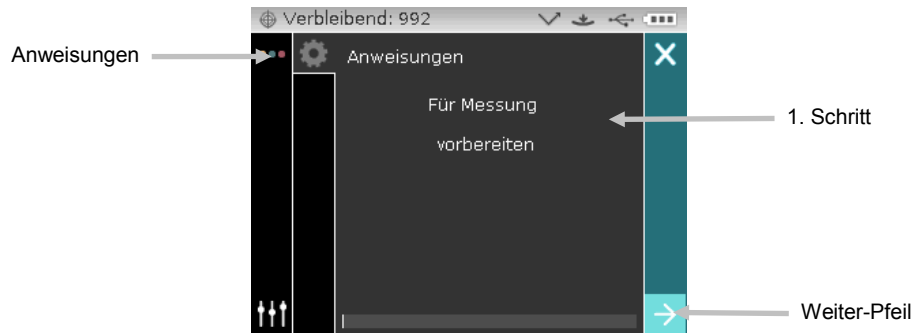 Verbleibend: 992
Anweisungen
Anweisungen
Für Messung
1. Schritt
vorbereiten
Weiter-Pfeil